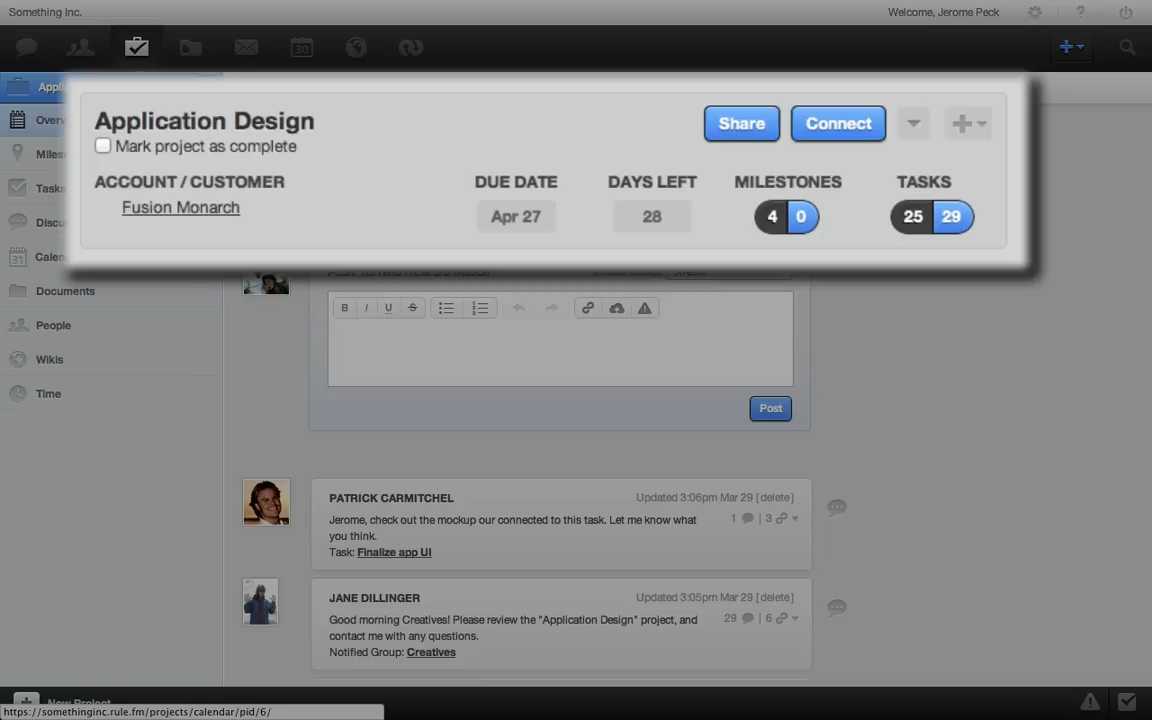 Something Inc.
Welcome, Jerome Peck
?
30
Application Design
Share
Connect
Mark project as complete
ACCOUNT / CUSTOMER
DUE DATE
DAYS LEFT
MILESTONES
TASKS
Fusion Monarch
Apr 27
28
4 0
25 29
31
Documents
People
Wikis
Time
B I U S
Post
PATRICK CARMITCHEL
Updated 3:06pm Mar 29 [delete]
Jerome, check out the mockup our connected to this task. Let me know what
you think.
1 | 3
Task: Finalize app UI
JANE DILLINGER
Updated 3:05pm Mar 29 [delete]
Good morning Creatives! Please review the "Application Design" project, and
contact me with any questions.
29 | 6
Notified Group: Creatives
New Project
https://somethinginc.rule.fm/projects/calendar/pid/6/